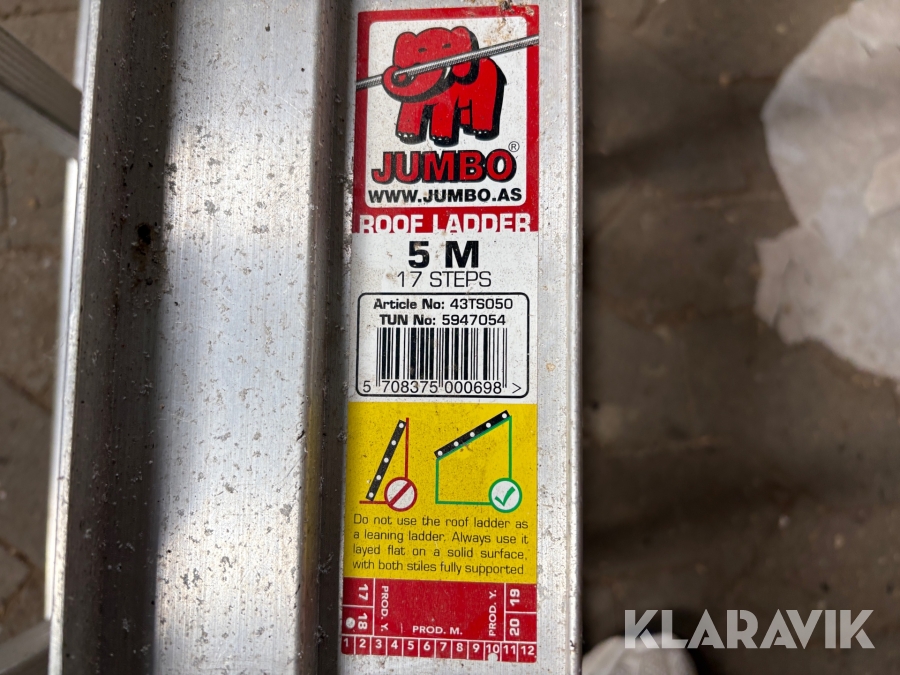 JUMBO®
WWW.JUMBO.AS
ROOF LADDER
5 M
17 STEPS
Article No: 43TS050
TUN No: 5947054
5 708375 000698 >
Do not use the roof ladder as
a leaning ladder. Always use it
layed flat on a solid surface,
with both stiles fully supported
17 18 PROD. Y. PROD. M. PROD. Y. 19 20
1 2 3 4 5 6 7 8 9 10 11 12
KLARAVIK